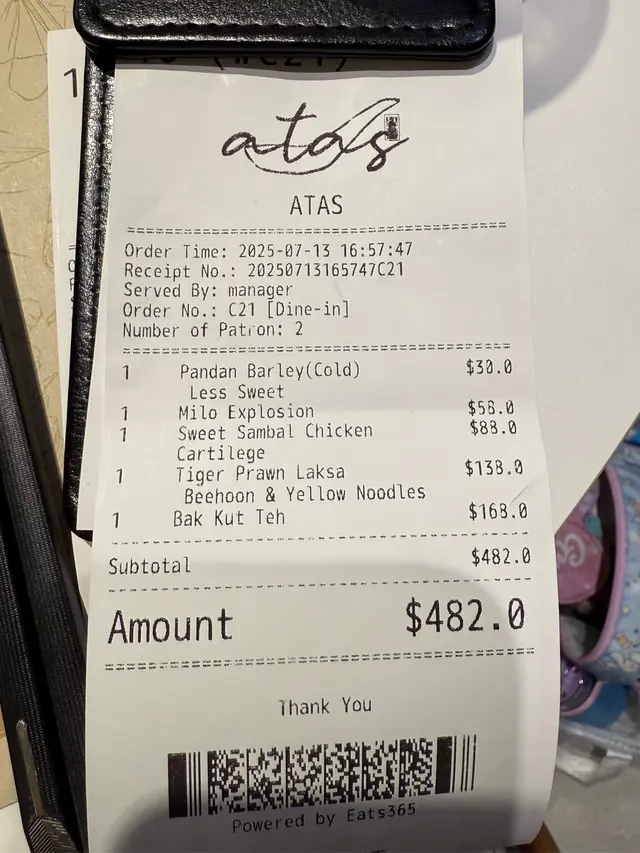 atas
ATAS
Order Time: 2025-07-13 16:57:47
Receipt No.: 20250713165747C21
Served By: manager
Order No.: C21 [Dine-in]
Number of Patron: 2
1 Pandan Barley(Cold) $30.0
Less Sweet
1 Milo Explosion $58.0
1 Sweet Sambal Chicken $88.0
Cartilege
1 Tiger Prawn Laksa $138.0
Beehoon & Yellow Noodles
1 Bak Kut Teh $168.0
Subtotal $482.0
Amount $482.0
Thank You
Powered by Eats365